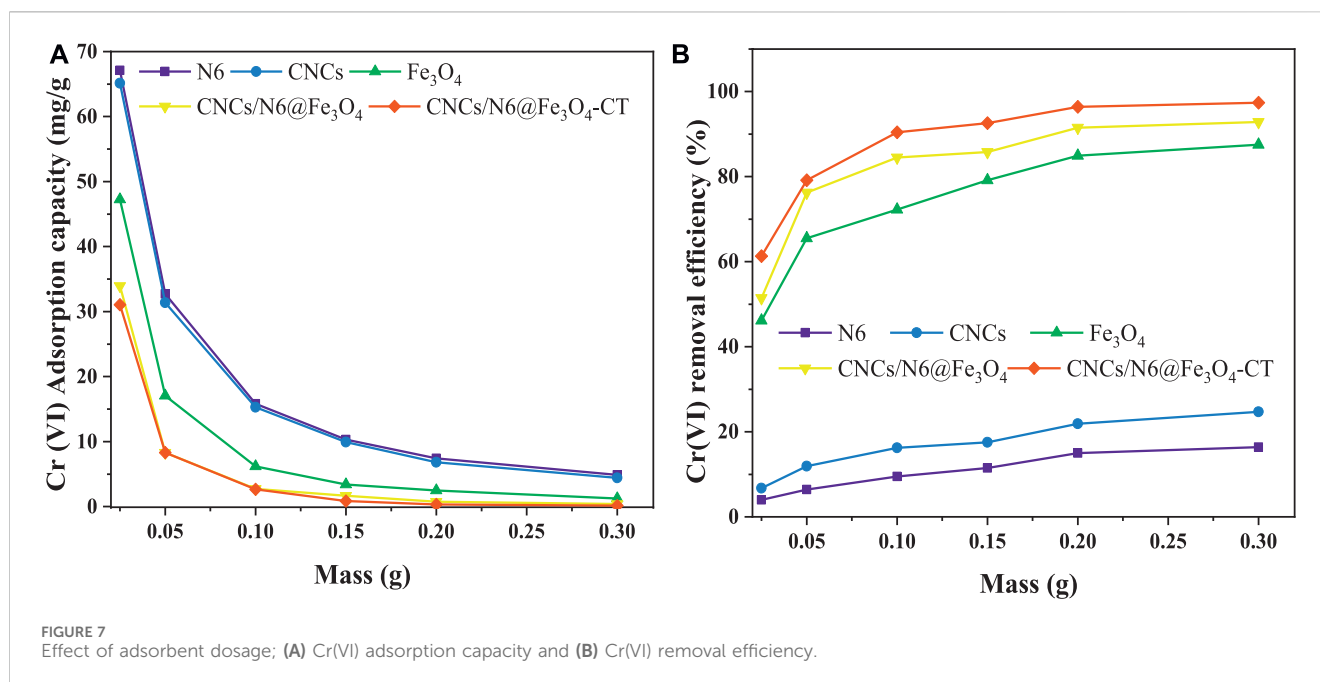 A
N6 CNCs Fe₃O₄
CNCs/N6@Fe₃O₄ CNCs/N6@Fe₃O₄-CT
Cr (VI) Adsorption capacity (mg/g)
70
60
50
40
30
20
10
0
0.05 0.10 0.15 0.20 0.25 0.30
Mass (g)
B
Cr(VI) removal efficiency (%)
100
80
60
40
20
0
N6 CNCs Fe₃O₄
CNCs/N6@Fe₃O₄ CNCs/N6@Fe₃O₄-CT
0.05 0.10 0.15 0.20 0.25 0.30
Mass (g)
FIGURE 7
Effect of adsorbent dosage; (A) Cr(VI) adsorption capacity and (B) Cr(VI) removal efficiency.